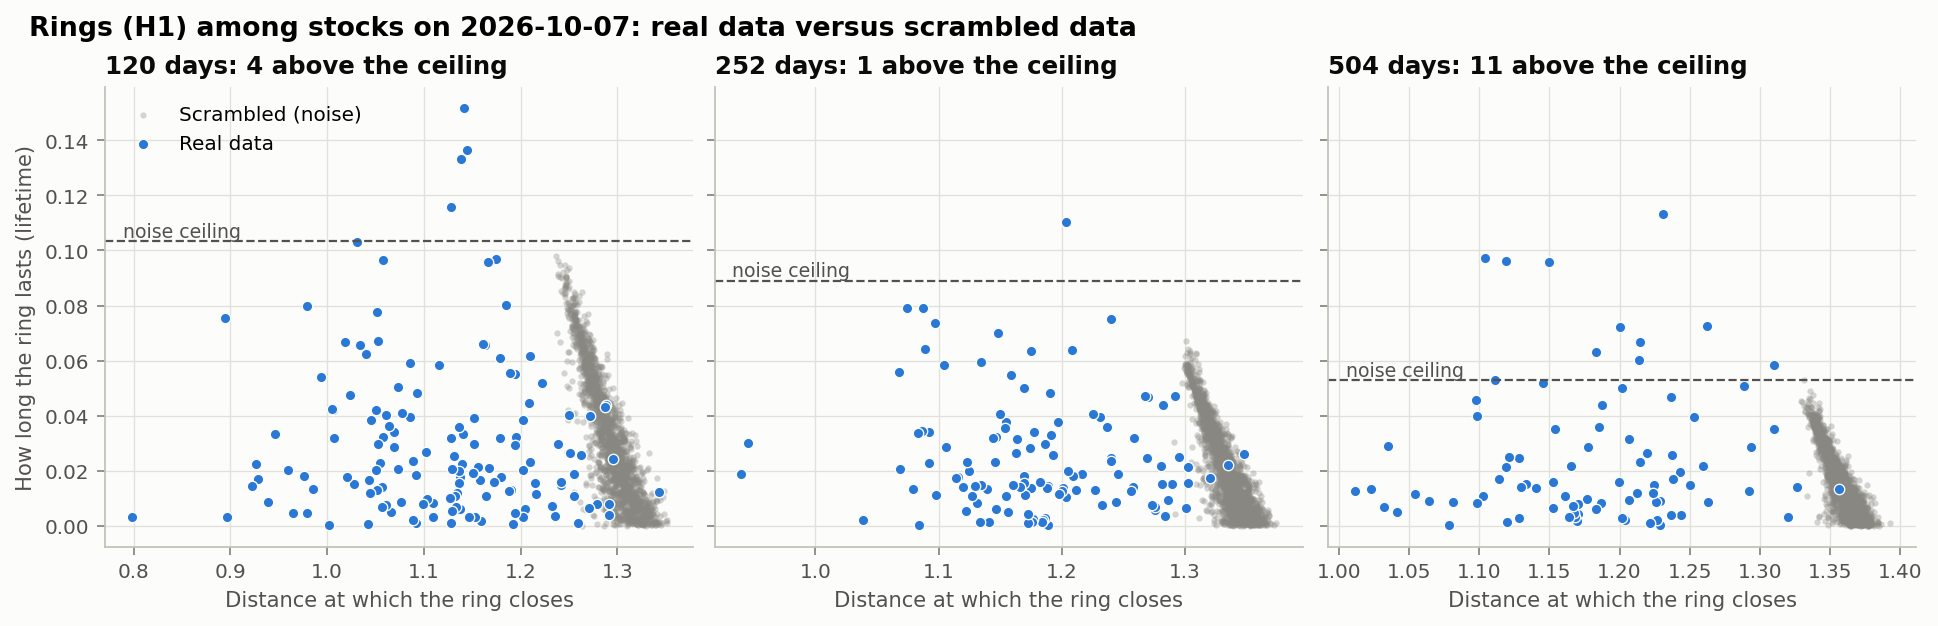 Rings (H1) among stocks on 2026-10-07: real data versus scrambled data
120 days: 4 above the ceiling
252 days: 1 above the ceiling
504 days: 11 above the ceiling
Scrambled (noise)
Real data
noise ceiling
noise ceiling
noise ceiling
How long the ring lasts (lifetime)
0.14
0.12
0.10
0.08
0.06
0.04
0.02
0.00
0.8 0.9 1.0 1.1 1.2 1.3
1.0 1.1 1.2 1.3
1.00 1.05 1.10 1.15 1.20 1.25 1.30 1.35 1.40
Distance at which the ring closes
Distance at which the ring closes
Distance at which the ring closes